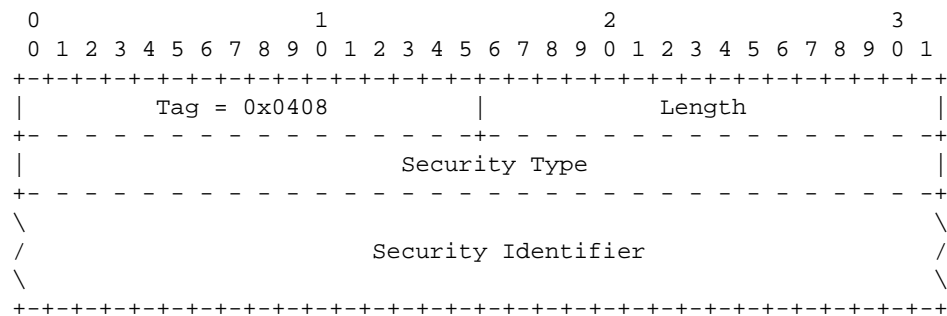 0                   1                   2                   3
 0 1 2 3 4 5 6 7 8 9 0 1 2 3 4 5 6 7 8 9 0 1 2 3 4 5 6 7 8 9 0 1
+-+-+-+-+-+-+-+-+-+-+-+-+-+-+-+-+-+-+-+-+-+-+-+-+-+-+-+-+-+-+-+-+
|         Tag = 0x0408          |            Length             |
+- - - - - - - - - - - - - - - -+- - - - - - - - - - - - - - - -+
|                          Security Type                        |
+- - - - - - - - - - - - - - - - - - - - - - - - - - - - - - - -+
\                                                               \
/                        Security Identifier                    /
\                                                               \
+-+-+-+-+-+-+-+-+-+-+-+-+-+-+-+-+-+-+-+-+-+-+-+-+-+-+-+-+-+-+-+-+